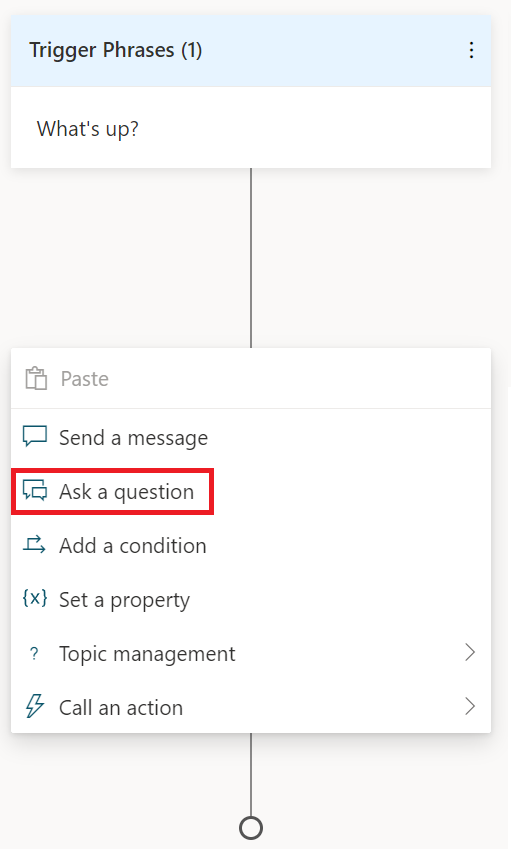 Trigger Phrases (1)
What's up?
Paste
Send a message
Ask a question
Add a condition
{x} Set a property
? Topic management
Call an action